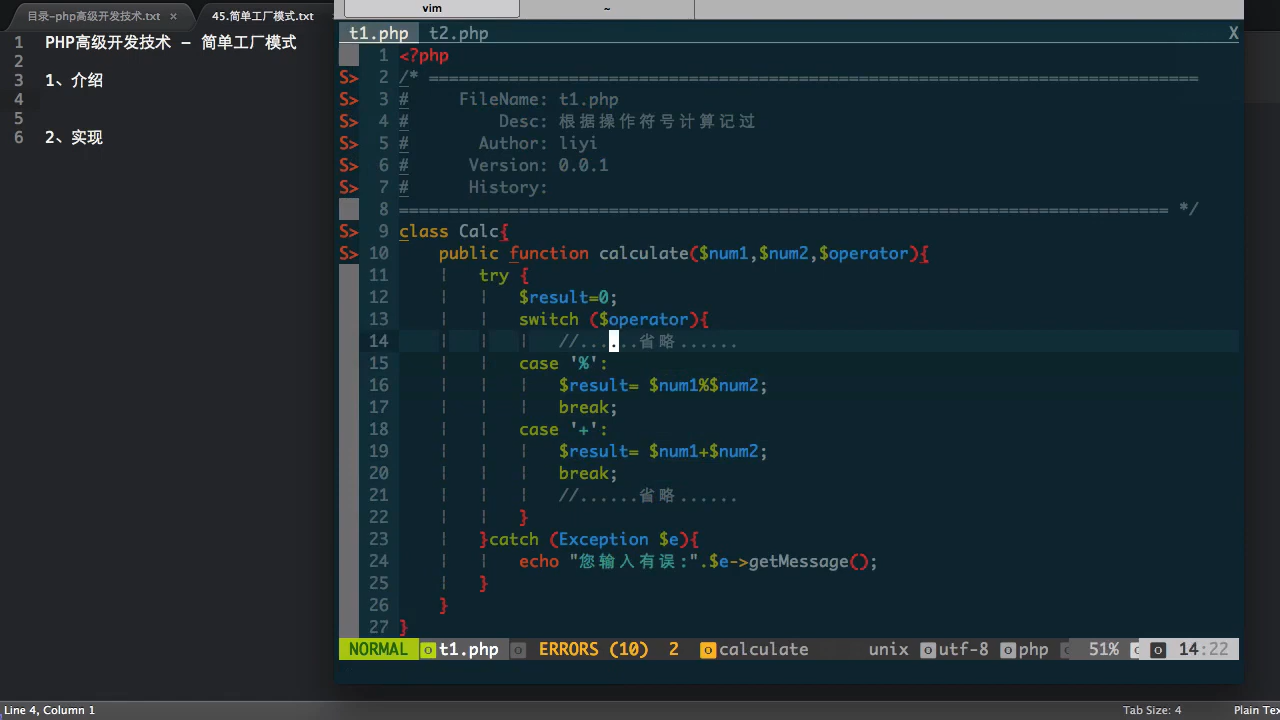 目录-php高级开发技术.txt × 45.简单工厂模式.txt
1 PHP高级开发技术 - 简单工厂模式
2
3 1、介绍
4
5
6 2、实现
vim ~
t1.php t2.php X
1 <?php
S> 2 /* =============================================================================
S> 3 # FileName: t1.php
S> 4 # Desc: 根据操作符号计算记过
S> 5 # Author: liyi
S> 6 # Version: 0.0.1
S> 7 # History:
8 ============================================================================= */
S> 9 class Calc{
S> 10 public function calculate($num1,$num2,$operator){
11 try {
12 $result=0;
13 switch ($operator){
14 //......省略......
15 case '%':
16 $result= $num1%$num2;
17 break;
18 case '+':
19 $result= $num1+$num2;
20 break;
21 //......省略......
22 }
23 }catch (Exception $e){
24 echo "您输入有误:".$e->getMessage();
25 }
26 }
27 }
NORMAL t1.php ERRORS (10) 2 calculate unix utf-8 php 51% 14:22
Line 4, Column 1 Tab Size: 4 Plain Tex